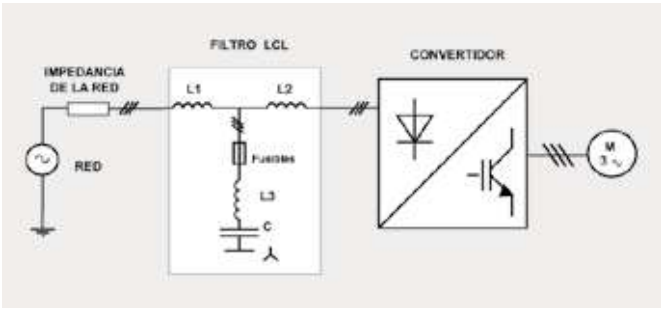 FILTRO LCL
CONVERTIDOR
IMPEDANCIA
DE LA RED
L1
L2
Fusibles
RED
L3
C
M
3 ~